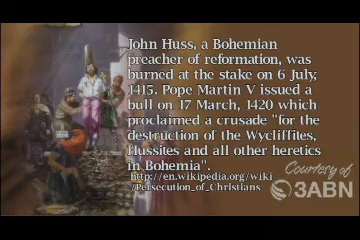 John Huss, a Bohemian
preacher of reformation, was
burned at the stake on 6 July,
1415. Pope Martin V issued a
bull on 17 March, 1420 which
proclaimed a crusade "for the
destruction of the Wycliffites,
Hussites and all other heretics
in Bohemia".
http://en.wikipedia.org/wiki
/Persecution_of_Christians
Courtesy of
3ABN